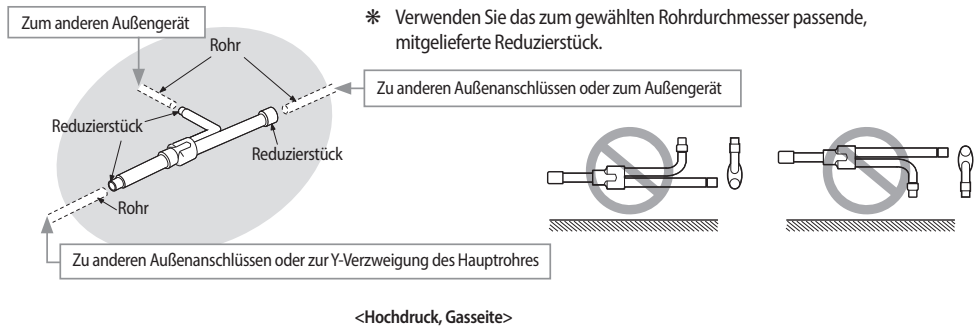 Zum anderen Außengerät
❋ Verwenden Sie das zum gewählten Rohrdurchmesser passende,
mitgelieferte Reduzierstück.
Rohr
Zu anderen Außenanschlüssen oder zum Außengerät
Reduzierstück
Reduzierstück
Rohr
Zu anderen Außenanschlüssen oder zur Y-Verzweigung des Hauptrohres
<Hochdruck, Gasseite>